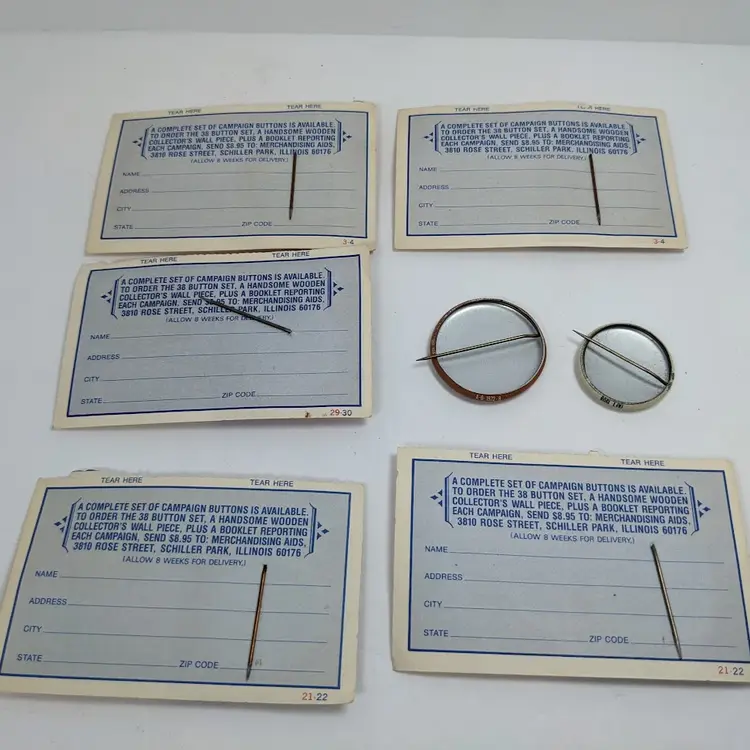 TEAR HERE TEAR HERE
A COMPLETE SET OF CAMPAIGN BUTTONS IS AVAILABLE.
TO ORDER THE 38 BUTTON SET, A HANDSOME WOODEN
COLLECTOR'S WALL PIECE, PLUS A BOOKLET REPORTING
EACH CAMPAIGN, SEND $8.95 TO: MERCHANDISING AIDS,
3810 ROSE STREET, SCHILLER PARK, ILLINOIS 60176
(ALLOW 8 WEEKS FOR DELIVERY.)
NAME
ADDRESS
CITY
STATE ZIP CODE
3-4
TEAR HERE HERE
A COMPLETE SET OF CAMPAIGN BUTTONS IS AVAILABLE.
TO ORDER THE 38 BUTTON SET, A HANDSOME WOODEN
COLLECTOR'S WALL PIECE, PLUS A BOOKLET REPORTING
EACH CAMPAIGN. SEND $8.95 TO: MERCHANDISING AIDS,
3810 ROSE STREET, SCHILLER PARK, ILLINOIS 60176
(ALLOW 8 WEEKS FOR DELIVERY.)
NAME
ADDRESS
CITY
STATE ZIP CODE
3-4
TEAR HERE TEAR HERE
A COMPLETE SET OF CAMPAIGN BUTTONS IS AVAILABLE
TO ORDER THE 38 BUTTON SET, A HANDSOME WOODEN
COLLECTOR'S WALL PIECE, PLUS A BOOKLET REPORTING
EACH CAMPAIGN. SEND $8.95 TO: MERCHANDISING AIDS,
3810 ROSE STREET, SCHILLER PARK, ILLINOIS 60176
(ALLOW 8 WEEKS FOR DELIVERY.)
NAME
ADDRESS
CITY
STATE ZIP CODE
29-30
TEAR HERE TEAR HERE
A COMPLETE SET OF CAMPAIGN BUTTONS IS AVAILABLE.
TO ORDER THE 38 BUTTON SET, A HANDSOME WOODEN
COLLECTOR'S WALL PIECE, PLUS A BOOKLET REPORTING
EACH CAMPAIGN, SEND $8.95 TO: MERCHANDISING AIDS,
3810 ROSE STREET, SCHILLER PARK, ILLINOIS 60176
(ALLOW 8 WEEKS FOR DELIVERY.)
NAME
ADDRESS
CITY
STATE ZIP CODE
21-22
TEAR HERE TEAR HERE
A COMPLETE SET OF CAMPAIGN BUTTONS IS AVAILABLE.
TO ORDER THE 38 BUTTON SET, A HANDSOME WOODEN
COLLECTOR'S WALL PIECE, PLUS A BOOKLET REPORTING
EACH CAMPAIGN, SEND $8.95 TO: MERCHANDISING AIDS,
3810 ROSE STREET, SCHILLER PARK, ILLINOIS 60176
(ALLOW 8 WEEKS FOR DELIVERY.)
NAME
ADDRESS
CITY
STATE ZIP CODE
21-22